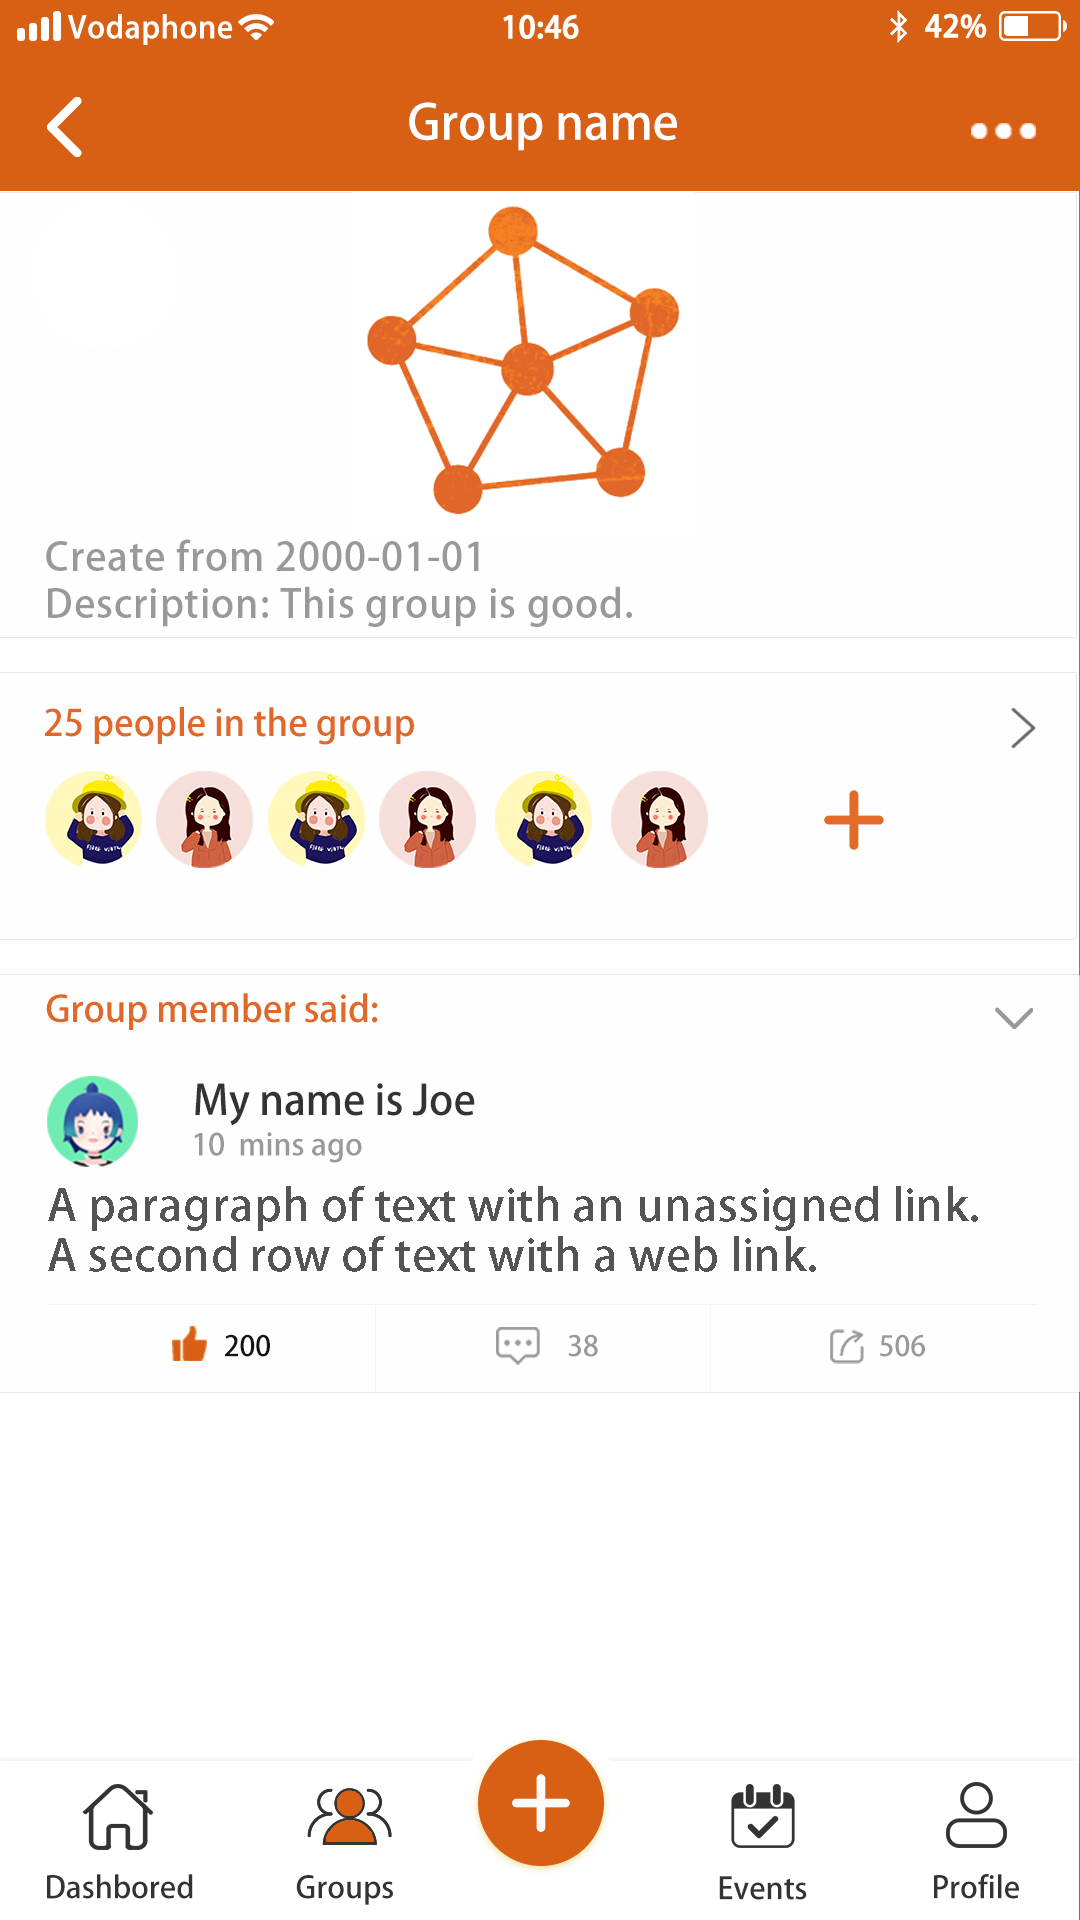 Vodaphone 10:46 42%
Group name
Create from 2000-01-01
Description: This group is good.
25 people in the group
Group member said:
My name is Joe
10 mins ago
A paragraph of text with an unassigned link.
A second row of text with a web link.
200 38 506
Dashbored Groups Events Profile